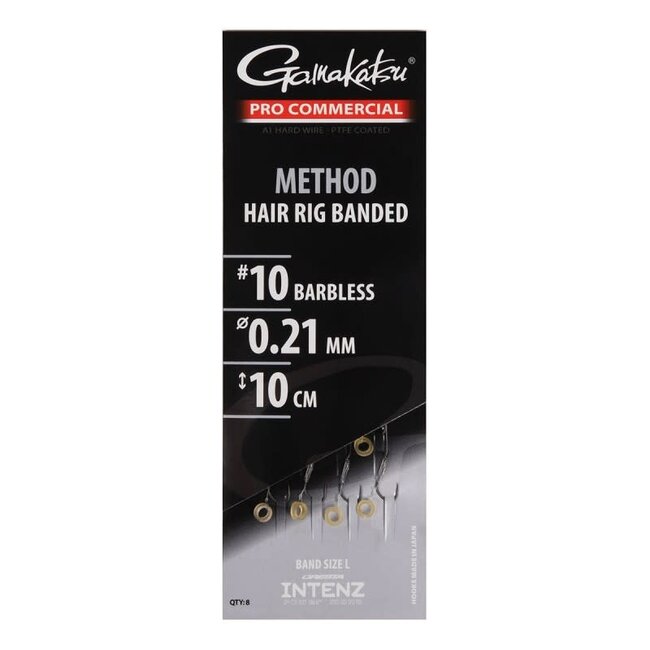 Gamakatsu®
PRO COMMERCIAL
A1 HARD WIRE - PTFE COATED
METHOD
HAIR RIG BANDED
#10 BARBLESS
Ø0.21 MM
↕10 CM
BAND SIZE L
INTENZ
QTY: 8
HOOKS MADE IN JAPAN